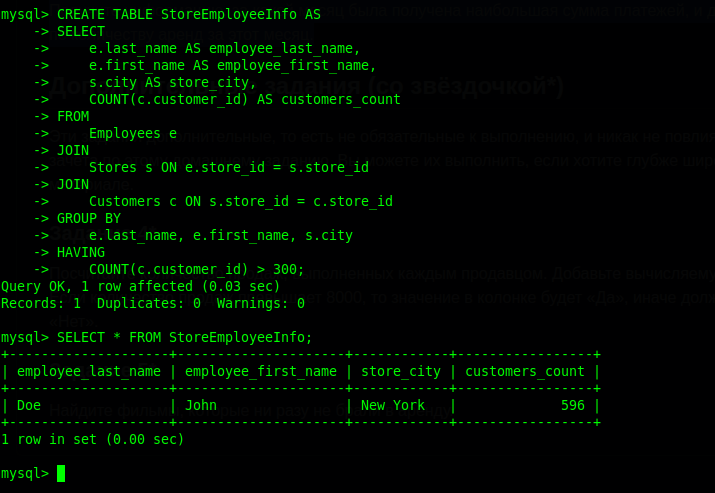 mysql> CREATE TABLE StoreEmployeeInfo AS
    -> SELECT
    ->     e.last_name AS employee_last_name,
    ->     e.first_name AS employee_first_name,
    ->     s.city AS store_city,
    ->     COUNT(c.customer_id) AS customers_count
    -> FROM
    ->     Employees e
    -> JOIN
    ->     Stores s ON e.store_id = s.store_id
    -> JOIN
    ->     Customers c ON s.store_id = c.store_id
    -> GROUP BY
    ->     e.last_name, e.first_name, s.city
    -> HAVING
    ->     COUNT(c.customer_id) > 300;
Query OK, 1 row affected (0.03 sec)
Records: 1  Duplicates: 0  Warnings: 0

mysql> SELECT * FROM StoreEmployeeInfo;
+--------------------+---------------------+------------+-----------------+
| employee_last_name | employee_first_name | store_city | customers_count |
+--------------------+---------------------+------------+-----------------+
| Doe                | John                | New York   |             596 |
+--------------------+---------------------+------------+-----------------+
1 row in set (0.00 sec)

mysql>